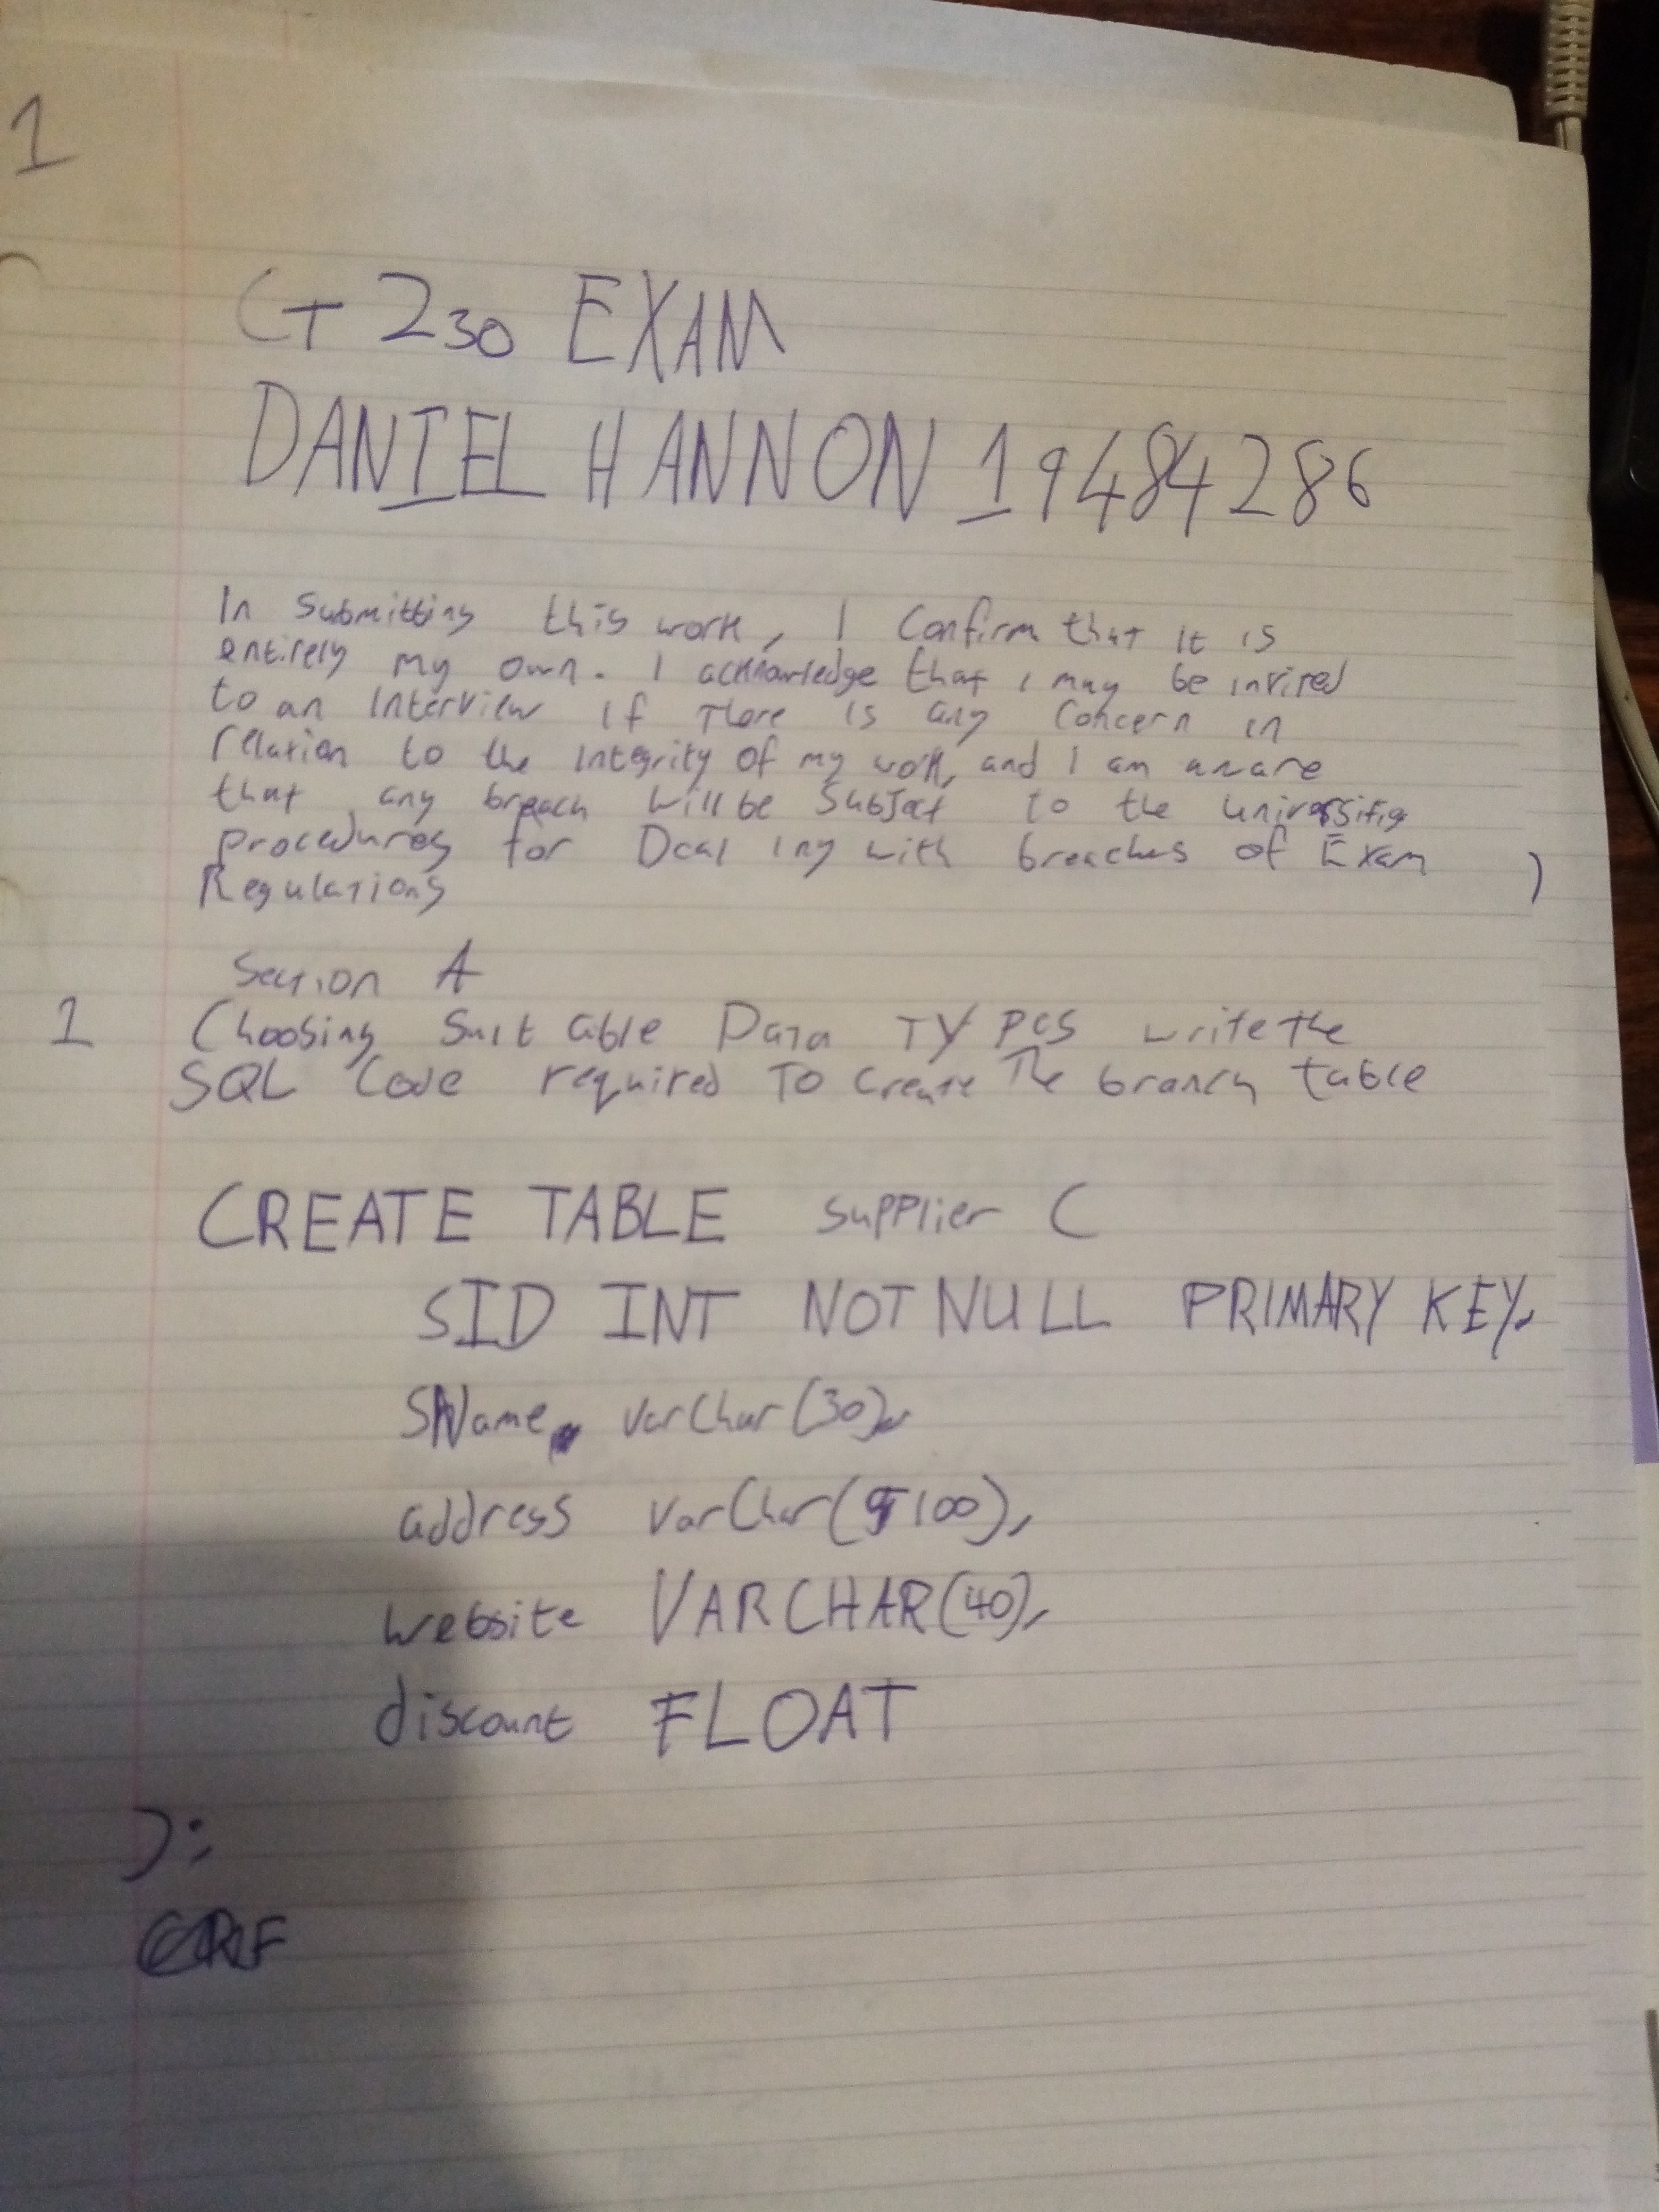 1
CT 230 EXAM
DANIEL HANNON 19484286
In Submitting this work, I Confirm that it is
entirely my own. I acknowledge that I may be invited
to an Interview if There is any Concern in
relation to the Integrity of my work, and I am aware
that any breach will be Subject to the
procedures for Dealing with breaches of Exam
Regulations
Section A
1 Choosing Suitable Data TYPES write the
SQL Code required To Create The branch table
CREATE TABLE supplier (
SID INT NOT NULL PRIMARY KEY,
SName varchar(30),
address varChar(100),
website VARCHAR(40),
discount FLOAT
);